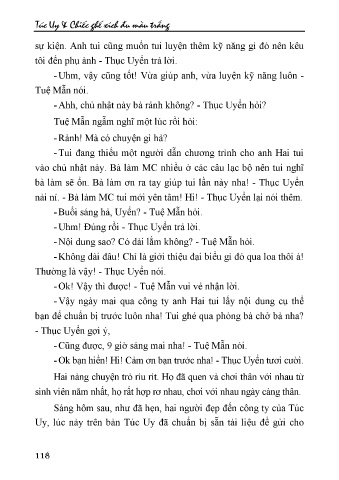 Túc Uy & Chiếc ghế xích đu màu trắng
sự kiện. Anh tui cũng muốn tui luyện thêm kỹ năng gì đó nên kêu
tôi đến phụ ảnh - Thục Uyển trả lời.
- Uhm, vậy cũng tốt! Vừa giúp anh, vừa luyện kỹ năng luôn -
Tuệ Mẫn nói.
- Ahh, chủ nhật này bà rảnh không? - Thục Uyển hỏi?
Tuệ Mẫn ngẫm nghĩ một lúc rồi hỏi:
- Rảnh! Mà có chuyện gì hả?
- Tui đang thiếu một người dẫn chương trình cho anh Hai tui
vào chủ nhật này. Bà làm MC nhiều ở các câu lạc bộ nên tui nghĩ
bà làm sẽ ổn. Bà làm ơn ra tay giúp tui lần này nha! - Thục Uyển
nài nỉ. - Bà làm MC tui mới yên tâm! Hì! - Thục Uyển lại nói thêm.
- Buổi sáng hả, Uyển? - Tuệ Mẫn hỏi.
- Uhm! Đúng rồi - Thục Uyển trả lời.
- Nội dung sao? Có dài lắm không? - Tuệ Mẫn hỏi.
- Không dài đâu! Chỉ là giới thiệu đại biểu gì đó qua loa thôi à!
Thường là vậy! - Thục Uyển nói.
- Ok! Vậy thì được! - Tuệ Mẫn vui vẻ nhận lời.
- Vậy ngày mai qua công ty anh Hai tui lấy nội dung cụ thể
bạn để chuẩn bị trước luôn nha! Tui ghé qua phòng bà chở bà nha?
- Thục Uyển gợi ý,
- Cũng được, 9 giờ sáng mai nha! - Tuệ Mẫn nói.
- Ok bạn hiền! Hì! Cảm ơn bạn trước nha! - Thục Uyển tươi cười.
Hai nàng chuyện trò ríu rít. Họ đã quen và chơi thân với nhau từ
sinh viên năm nhất, họ rất hợp rơ nhau, chơi với nhau ngày càng thân.
Sáng hôm sau, như đã hẹn, hai người đẹp đến công ty của Túc
Uy, lúc này trên bàn Túc Uy đã chuẩn bị sẵn tài liệu để gửi cho
118